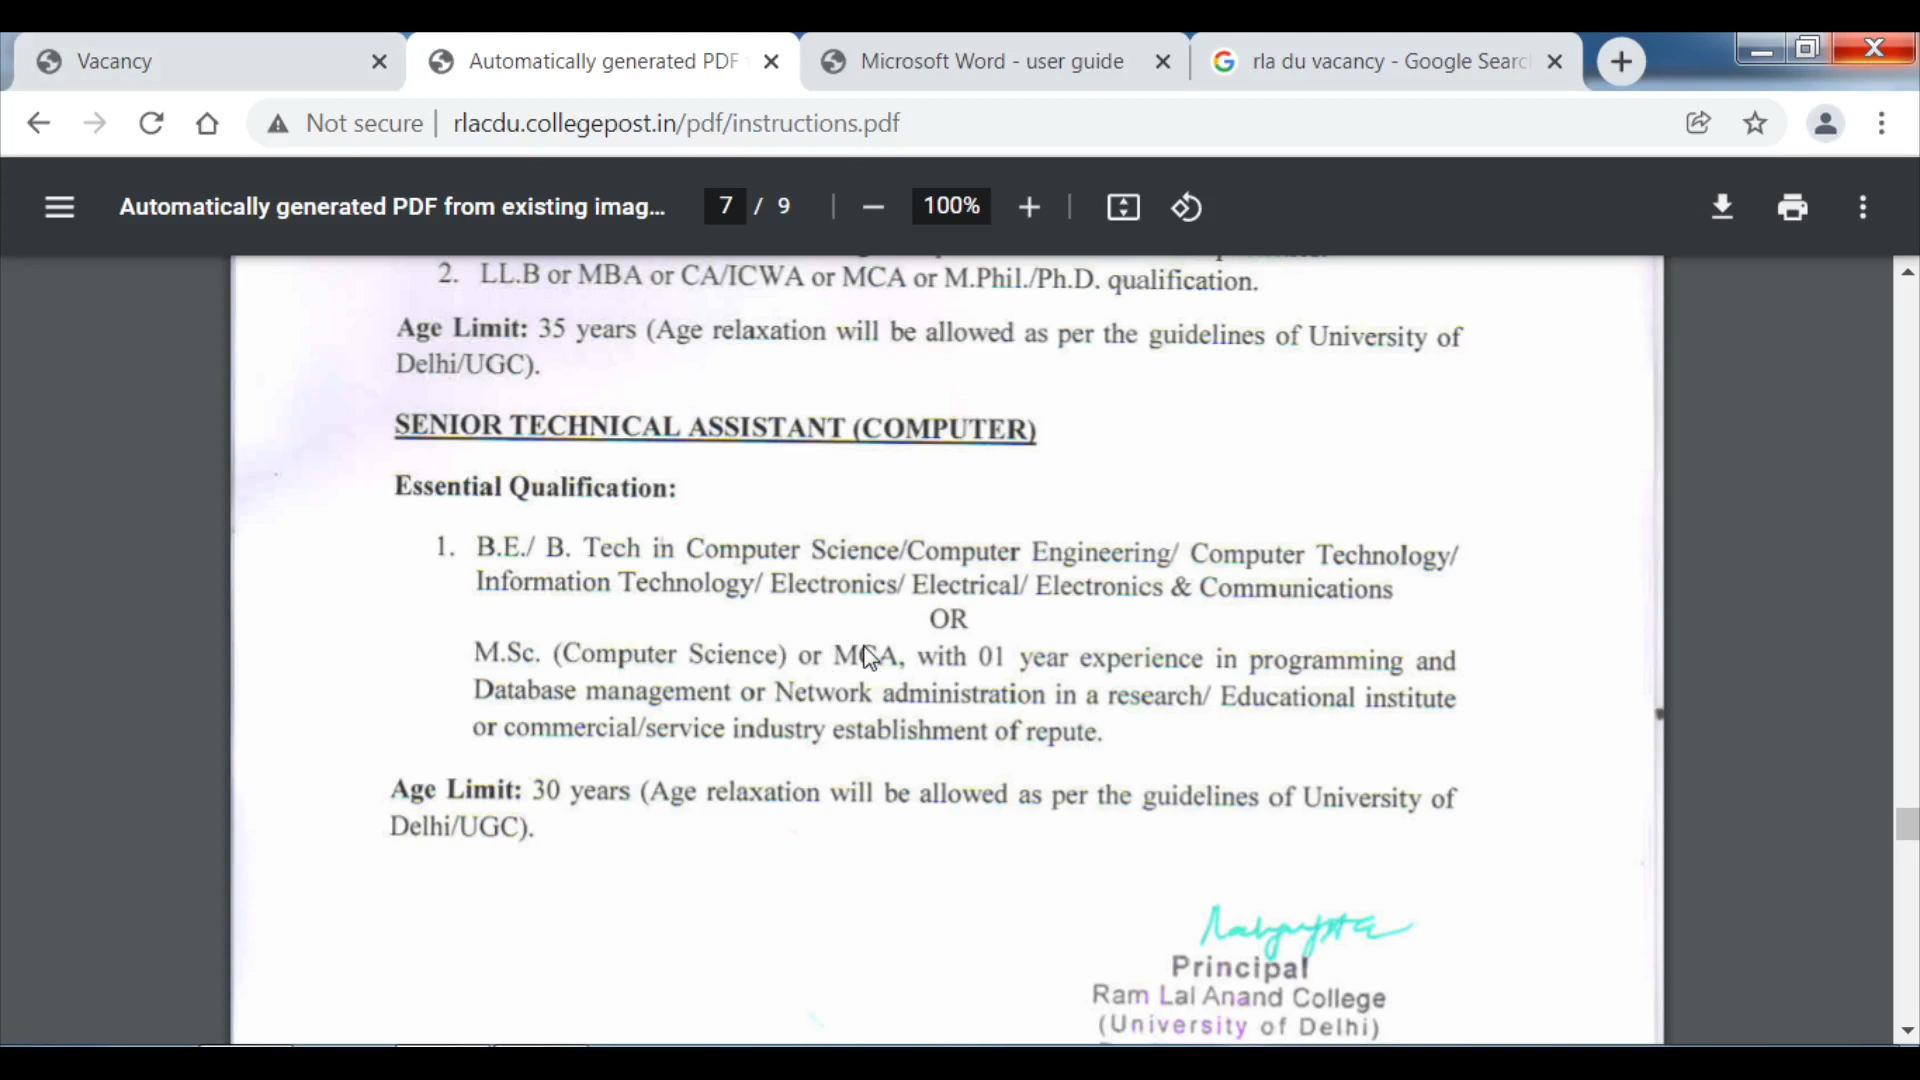 Vacancy
Automatically generated PDF
Microsoft Word - user guide
rla du vacancy - Google Searc
Not secure
rlacdu.collegepost.in/pdf/instructions.pdf
Automatically generated PDF from existing imag...
7 / 9
100%
2. LL.B or MBA or CA/ICWA or MCA or M.Phil./Ph.D. qualification.
Age Limit: 35 years (Age relaxation will be allowed as per the guidelines of University of
Delhi/UGC).
SENIOR TECHNICAL ASSISTANT (COMPUTER)
Essential Qualification:
1. B.E./ B. Tech in Computer Science/Computer Engineering/ Computer Technology/
Information Technology/ Electronics/ Electrical/ Electronics & Communications
OR
M.Sc. (Computer Science) or MCA, with 01 year experience in programming and
Database management or Network administration in a research/ Educational institute
or commercial/service industry establishment of repute.
Age Limit: 30 years (Age relaxation will be allowed as per the guidelines of University of
Delhi/UGC).
Principal
Ram Lal Anand College
(University of Delhi)